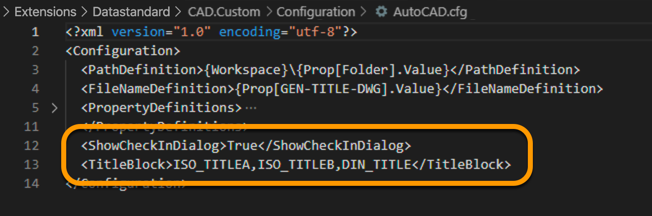 > Extensions > Datastandard > CAD.Custom > Configuration > AutoCAD.cfg
1 <?xml version="1.0" encoding="utf-8"?>
2 <Configuration>
3 <PathDefinition>{Workspace}\{Prop[Folder].Value}</PathDefinition>
4 <FileNameDefinition>{Prop[GEN-TITLE-DWG].Value}</FileNameDefinition>
5 > <PropertyDefinitions>···
11 </PropertyDefinitions>
12 <ShowCheckInDialog>True</ShowCheckInDialog>
13 <TitleBlock>ISO_TITLEA,ISO_TITLEB,DIN_TITLE</TitleBlock>
14 </Configuration>